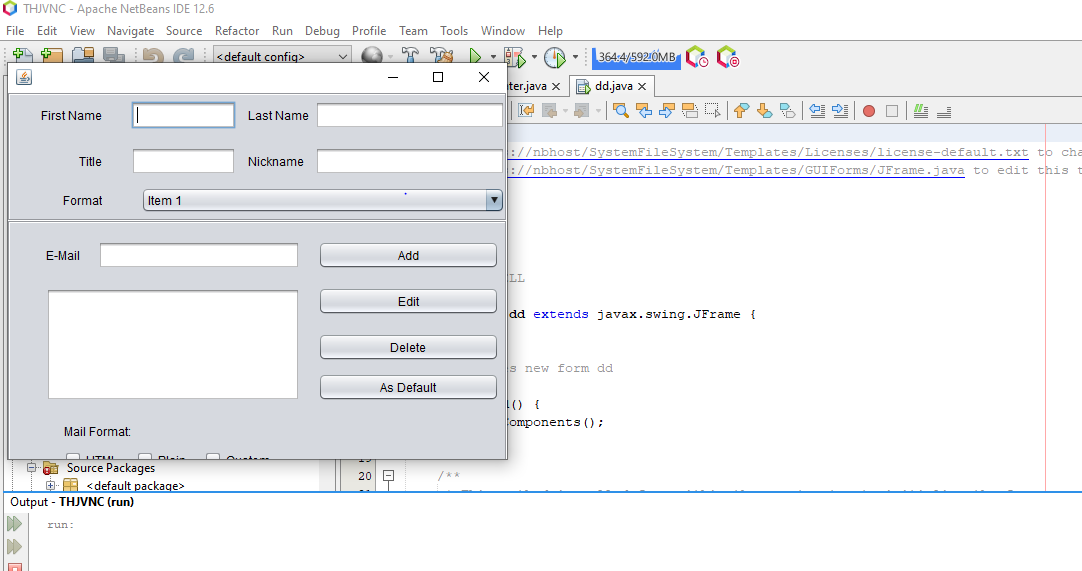 THJVNC - Apache NetBeans IDE 12.6
File Edit View Navigate Source Refactor Run Debug Profile Team Tools Window Help
<default config>
364.4/592.0MB
ter.java
dd.java
First Name
Last Name
Title
Nickname
Format
Item 1
E-Mail
Add
Edit
Delete
As Default
Mail Format:
HTML Plain Custom
://nbhost/SystemFileSystem/Templates/Licenses/license-default.txt to cha
://nbhost/SystemFileSystem/Templates/GUIForms/JFrame.java to edit this t
LL
dd extends javax.swing.JFrame {
s new form dd
() {
omponents();
20 /**
Source Packages
<default package>
Output - THJVNC (run)
run: